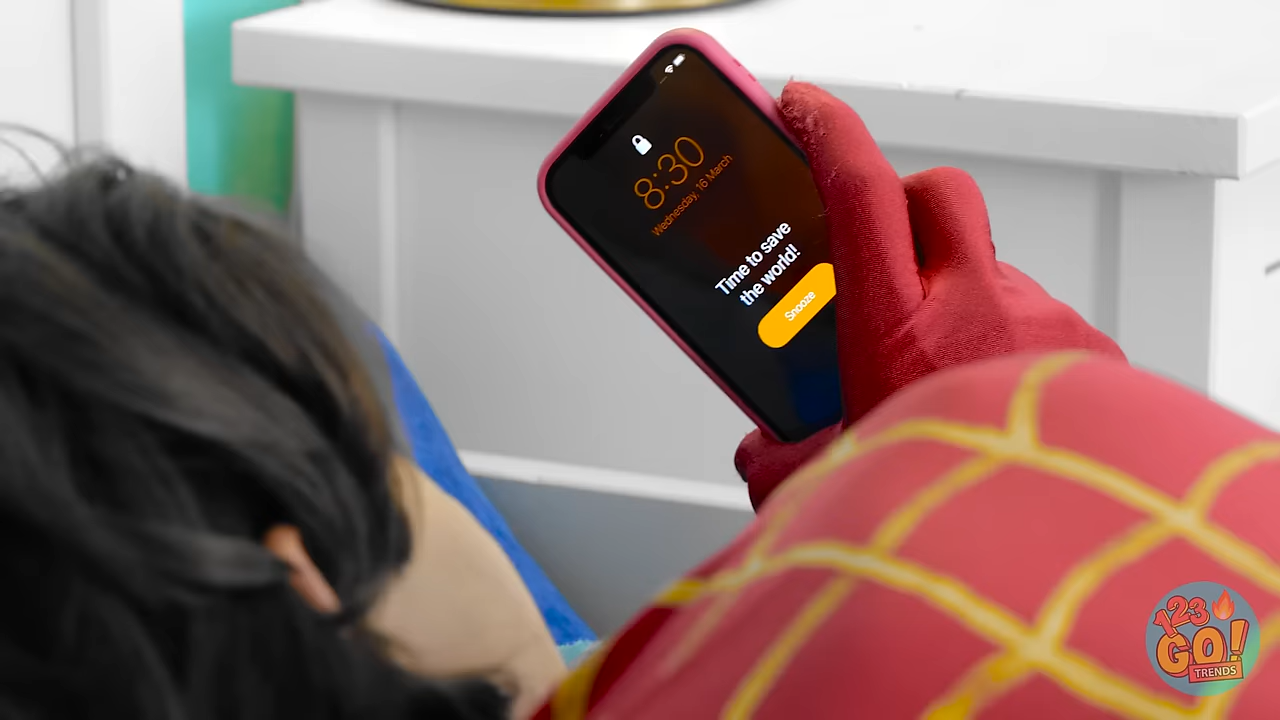 8:30
Wednesday, 16 March
Time to save
the world!
Snooze
123
GO!
TRENDS